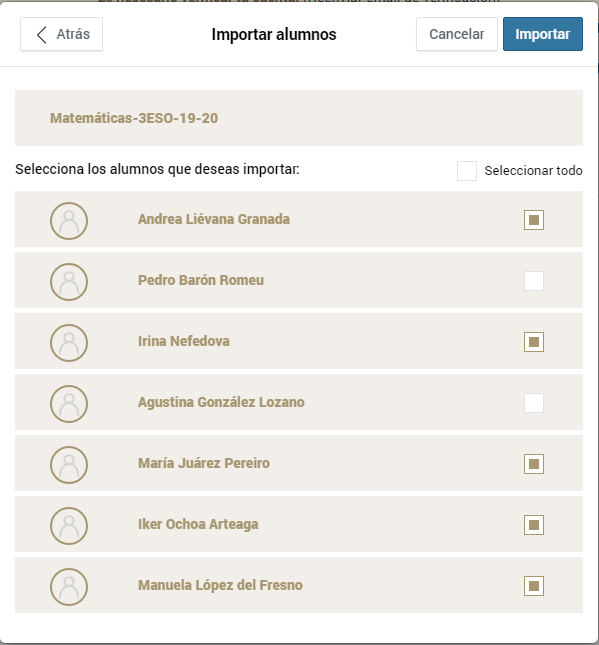 Atrás
Importar alumnos
Cancelar
Importar
Matemáticas-3ESO-19-20
Selecciona los alumnos que deseas importar:
Seleccionar todo
Andrea Liévana Granada
Pedro Barón Romeu
Irina Nefedova
Agustina González Lozano
María Juárez Pereiro
Iker Ochoa Arteaga
Manuela López del Fresno